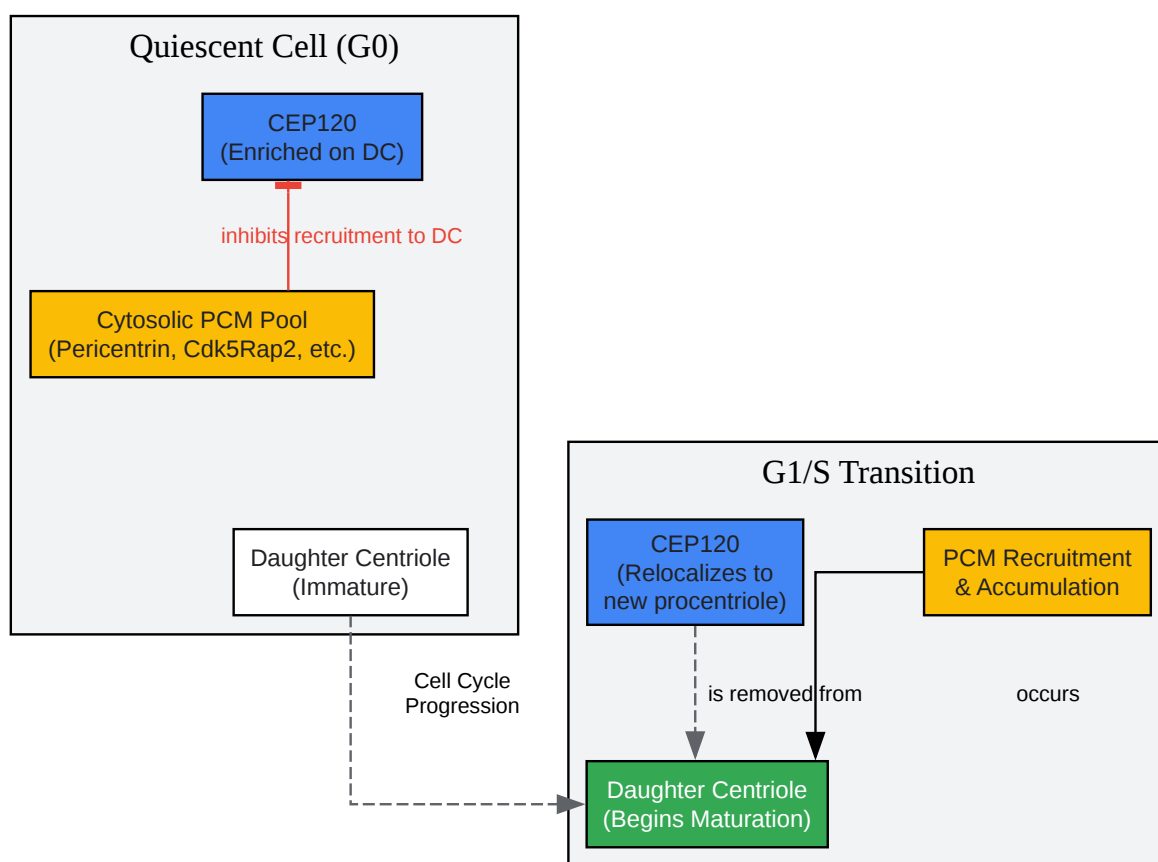 Quiescent Cell (G0)
CEP120
(Enriched on DC)
inhibits recruitment to DC
Cytosolic PCM Pool
(Pericentrin, Cdk5Rap2, etc.)
Daughter Centriole
(Immature)
Cell Cycle
Progression
G1/S Transition
CEP120
(Relocalizes to
new procentriole)
PCM Recruitment
& Accumulation
is removed from
occurs
Daughter Centriole
(Begins Maturation)